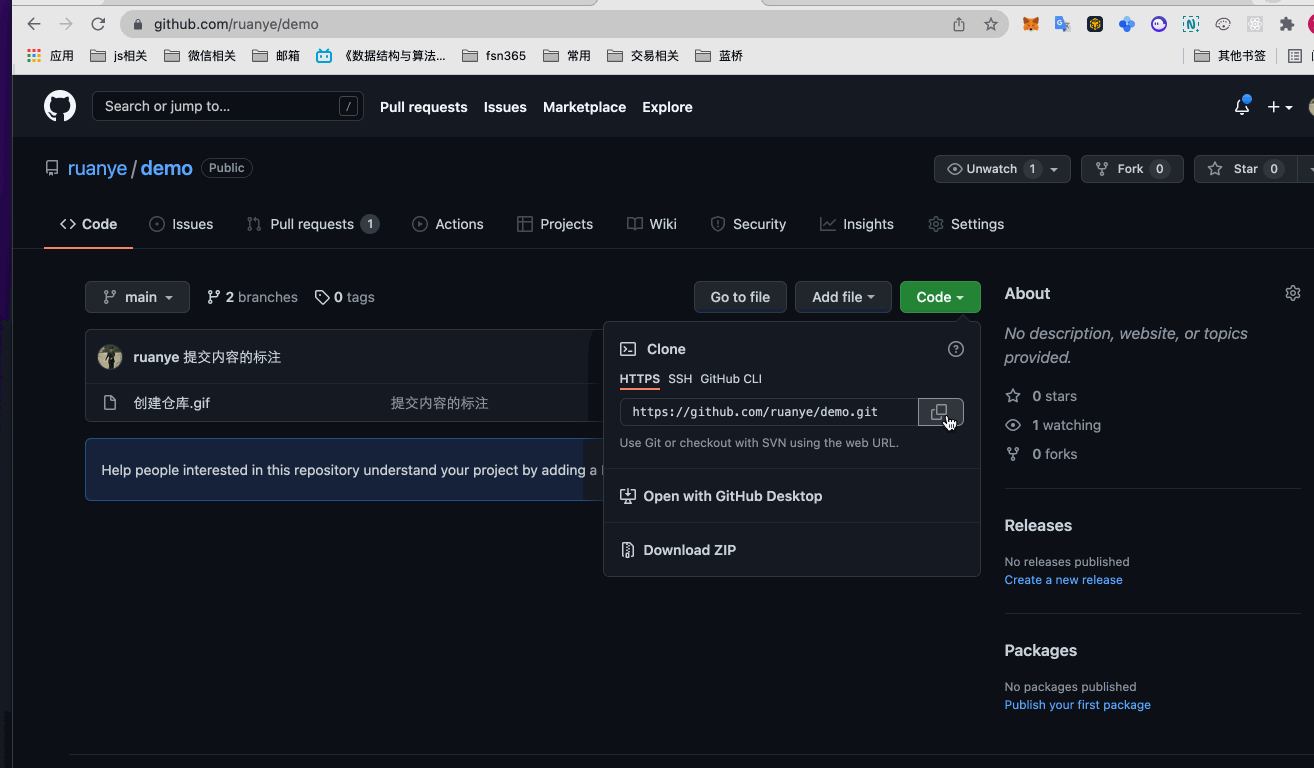 github.com/ruanye/demo
应用 js相关 微信相关 邮箱 《数据结构与算法... fsn365 常用 交易相关 蓝桥 其他书签
Search or jump to... / Pull requests Issues Marketplace Explore
ruanye / demo Public Unwatch 1 Fork 0 Star 0
Code Issues Pull requests 1 Actions Projects Wiki Security Insights Settings
main 2 branches 0 tags Go to file Add file Code
ruanye 提交内容的标注
创建仓库.gif 提交内容的标注
Help people interested in this repository understand your project by adding a
Clone
HTTPS SSH GitHub CLI
https://github.com/ruanye/demo.git
Use Git or checkout with SVN using the web URL.
Open with GitHub Desktop
Download ZIP
About
No description, website, or topics
provided.
0 stars
1 watching
0 forks
Releases
No releases published
Create a new release
Packages
No packages published
Publish your first package